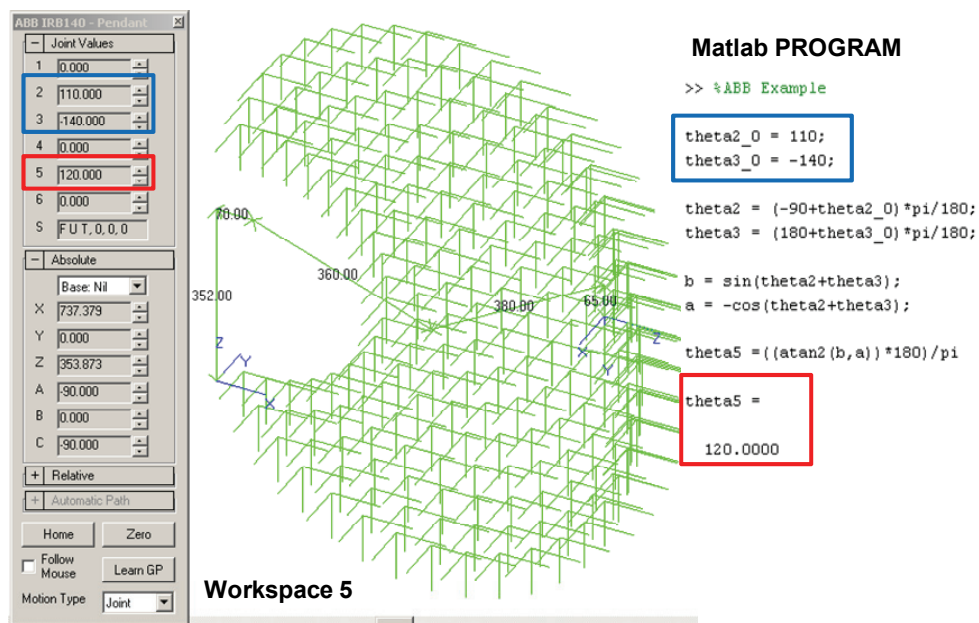 ABB IRB140 - Pendant
Joint Values
1 0.000
2 110.000
3 -140.000
4 0.000
5 120.000
6 0.000
S F U T, 0, 0, 0
Absolute
Base: Nil
X 737.379
Y 0.000
Z 353.873
A -90.000
B 0.000
C -90.000
+ Relative
+ Automatic Path
Home Zero
Follow Mouse Learn GP
Motion Type Joint
70.00
360.00
352.00
380.00
65.00
Z
Y
X
X
Y
Z
Workspace 5
Matlab PROGRAM
>> %ABB Example
theta2_0 = 110;
theta3_0 = -140;
theta2 = (-90+theta2_0)*pi/180;
theta3 = (180+theta3_0)*pi/180;
b = sin(theta2+theta3);
a = -cos(theta2+theta3);
theta5 =((atan2(b,a))*180)/pi
theta5 =
120.0000